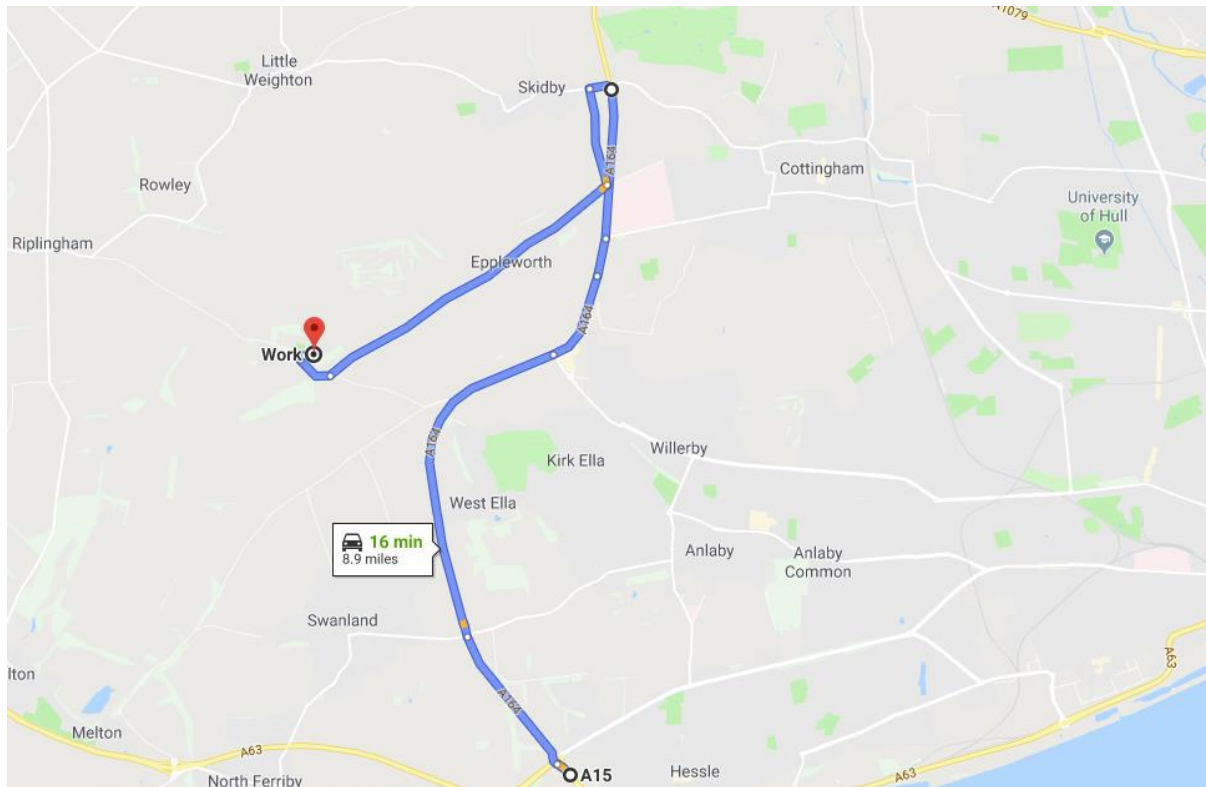 A1079
Little
Weighton
Skidby
A164
Cottingham
Rowley
University
of Hull
Riplingham
Eppleworth
A164
Work
A164
Willerby
Kirk Ella
West Ella
16 min
8.9 miles
Anlaby
Anlaby
Common
Swanland
lton
A63
A164
Melton
A63
North Ferriby
A15
Hessle
A63